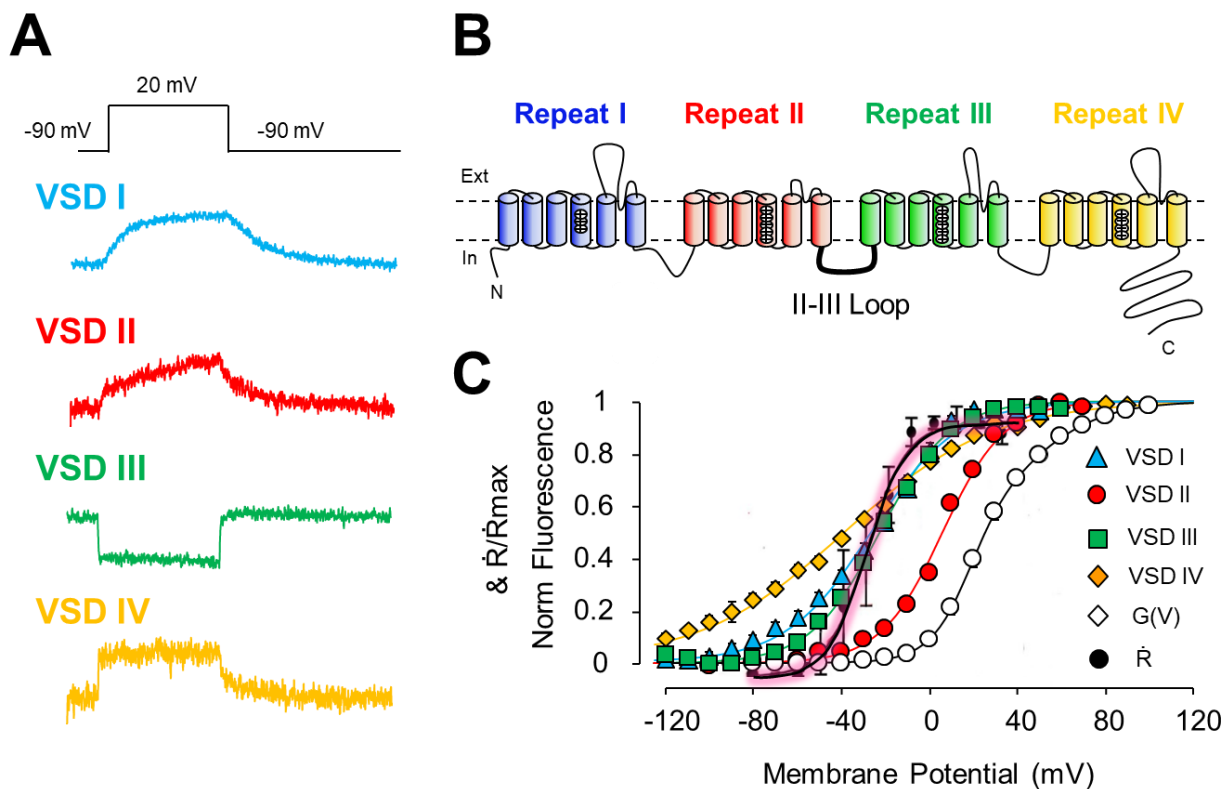 A
20 mV
-90 mV
-90 mV
VSD I
VSD II
VSD III
VSD IV
B
Repeat I Repeat II Repeat III Repeat IV
Ext
In
N
II-III Loop
C
C
& Ṙ/Ṙmax
Norm Fluorescence
1
0.8
0.6
0.4
0.2
0
-120 -80 -40 0 40 80 120
Membrane Potential (mV)
VSD I
VSD II
VSD III
VSD IV
G(V)
Ṙ